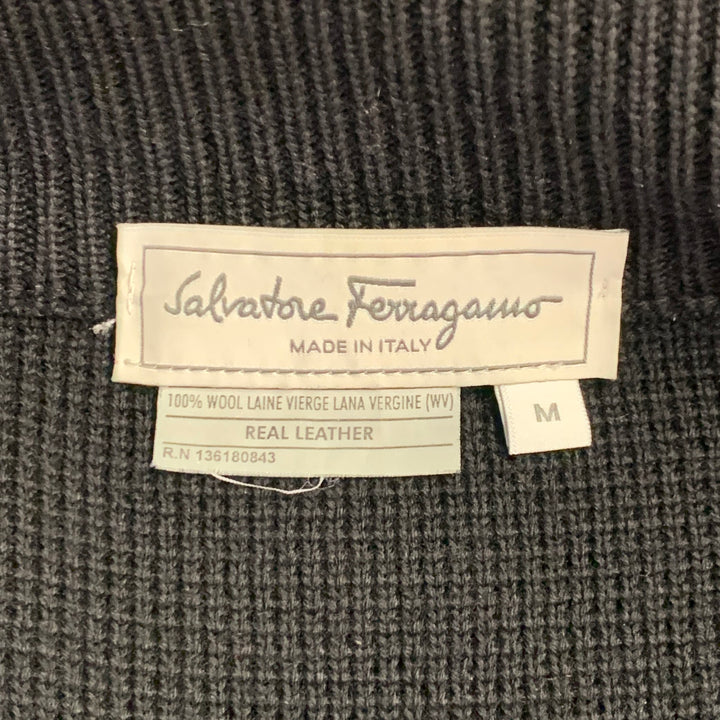 Salvatore Ferragamo
MADE IN ITALY
100% WOOL LAINE VIERGE LANA VERGINE (WV)
REAL LEATHER
R.N 136180843
M